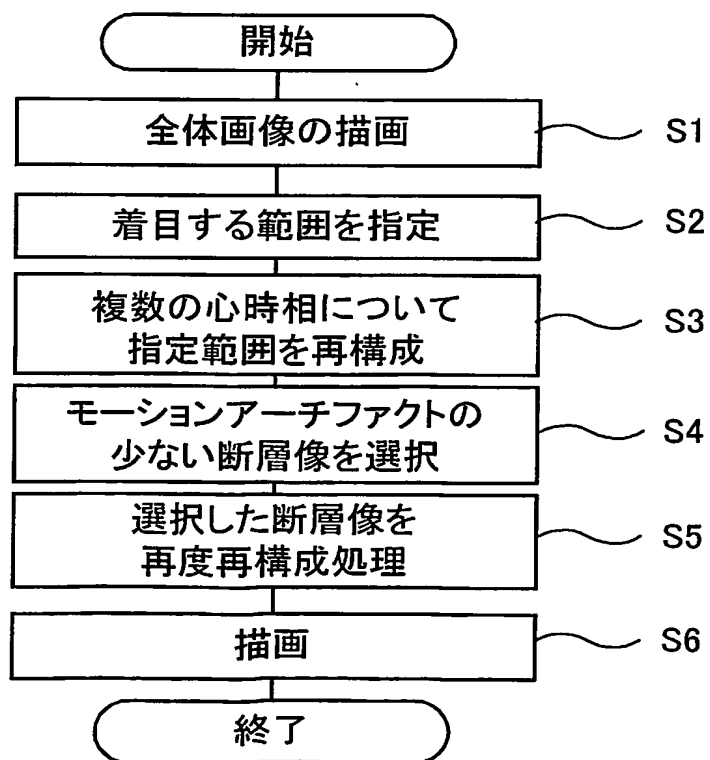 開始
全体画像の描画
S1
着目する範囲を指定
S2
複数の心時相について
指定範囲を再構成
S3
モーションアーチファクトの
少ない断層像を選択
S4
選択した断層像を
再度再構成処理
S5
描画
S6
終了